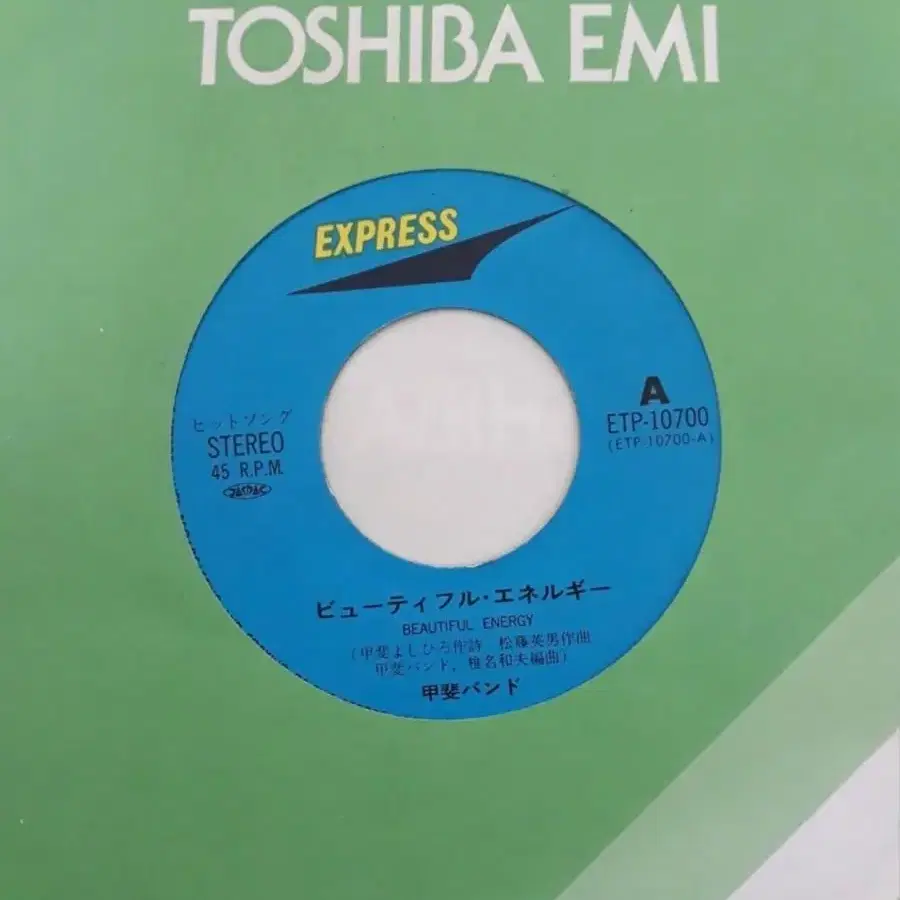 TOSHIBA EMI
EXPRESS
ヒットソング
STEREO
45 R.P.M.
JASRAC
A
ETP-10700
(ETP-10700-A)
ビューティフル・エネルギー
BEAUTIFUL ENERGY
(甲斐よしひろ作詩 松藤英男作曲
甲斐バンド, 椎名和夫編曲)
甲斐バンド